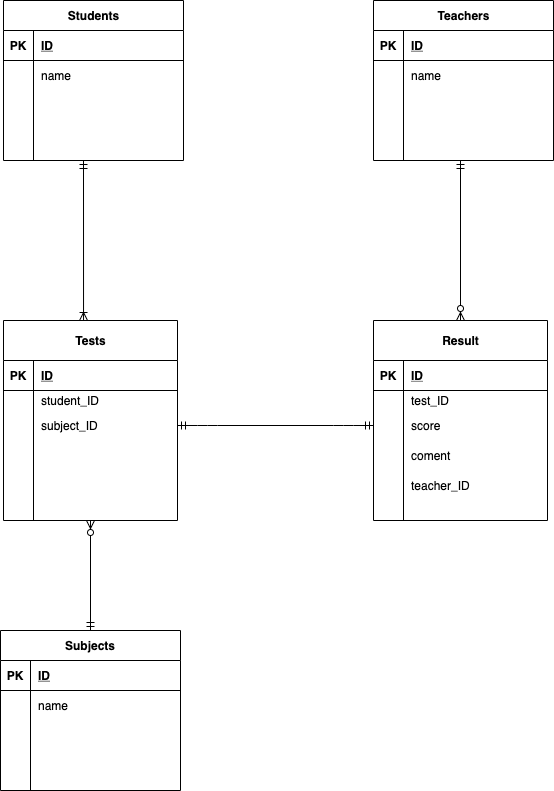 Students
PK ID
name
Teachers
PK ID
name
Tests
PK ID
student_ID
subject_ID
Result
PK ID
test_ID
score
coment
teacher_ID
Subjects
PK ID
name